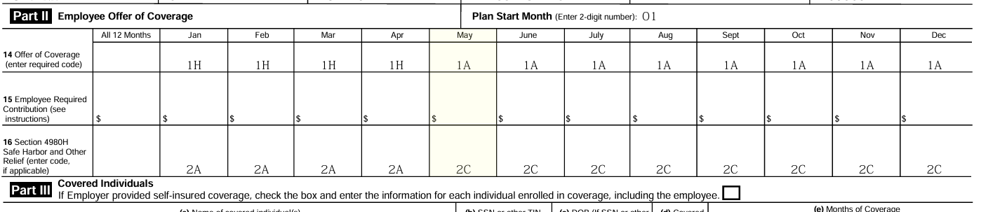 Part II Employee Offer of Coverage Plan Start Month (Enter 2-digit number): 01
All 12 Months Jan Feb Mar Apr May June July Aug Sept Oct Nov Dec
14 Offer of Coverage
(enter required code) 1H 1H 1H 1H 1A 1A 1A 1A 1A 1A 1A 1A
15 Employee Required
Contribution (see
instructions) $ $ $ $ $ $ $ $ $ $ $ $ $
16 Section 4980H
Safe Harbor and Other
Relief (enter code,
if applicable) 2A 2A 2A 2A 2C 2C 2C 2C 2C 2C 2C 2C
Part III Covered Individuals
If Employer provided self-insured coverage, check the box and enter the information for each individual enrolled in coverage, including the employee.
(a) Name of covered individual(s) (b) SSN or other TIN (c) DOB (If SSN or other (d) Covered (e) Months of Coverage